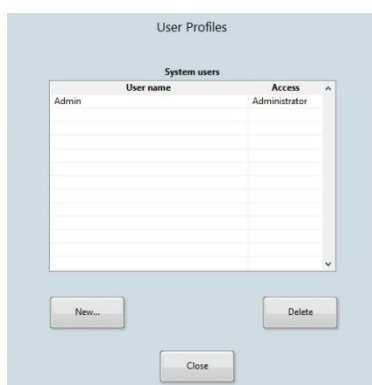 User Profiles
System users
User name Access
Admin Administrator
New... Delete
Close